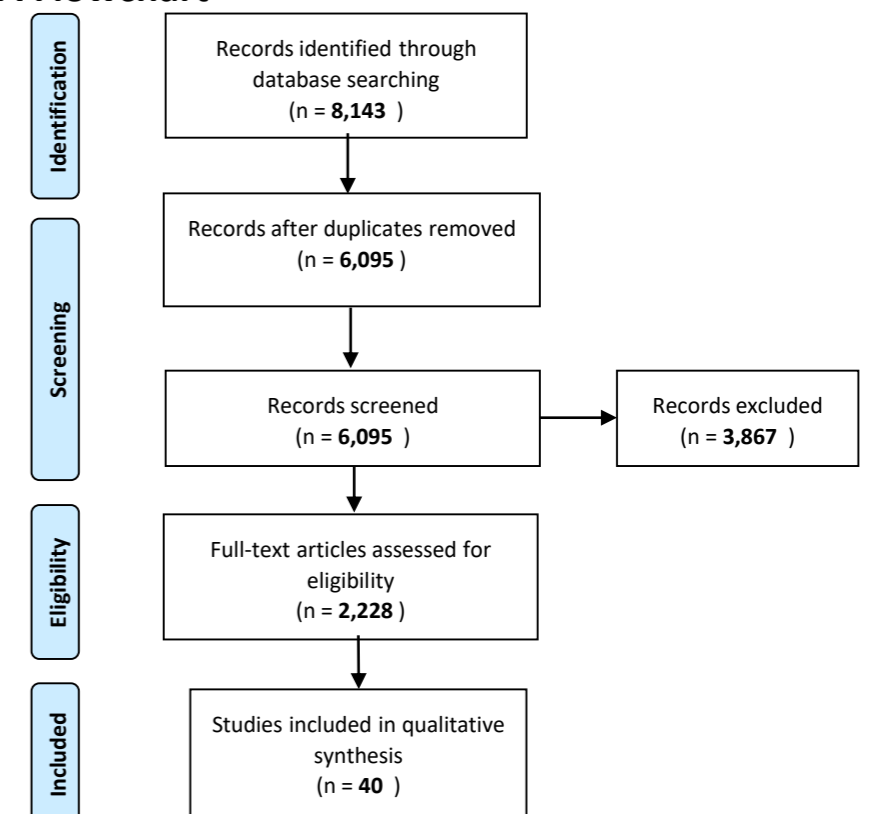 Identification
Records identified through
database searching
(n = 8,143 )
Records after duplicates removed
(n = 6,095 )
Screening
Records screened
(n = 6,095 )
Records excluded
(n = 3,867 )
Eligibility
Full-text articles assessed for
eligibility
(n = 2,228 )
Included
Studies included in qualitative
synthesis
(n = 40 )